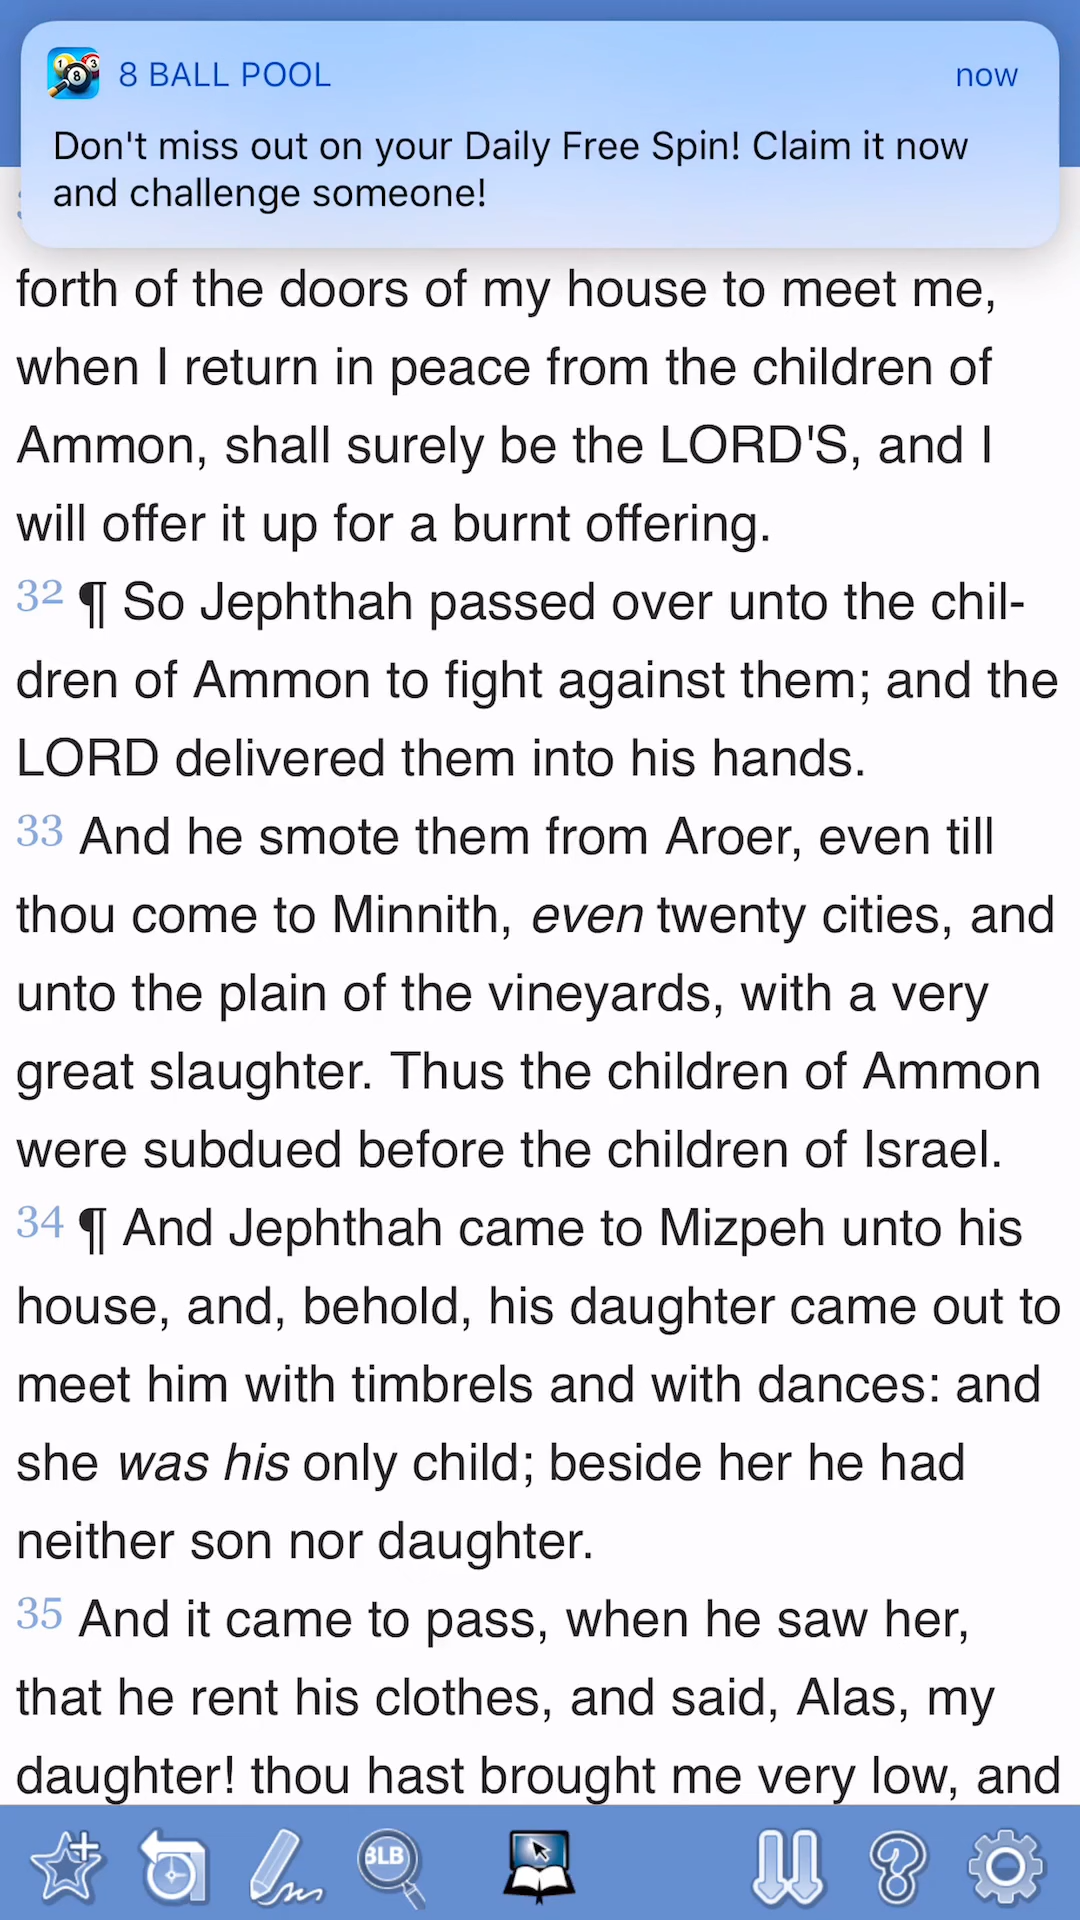 8 BALL POOL
now
Don't miss out on your Daily Free Spin! Claim it now
and challenge someone!
forth of the doors of my house to meet me,
when I return in peace from the children of
Ammon, shall surely be the LORD'S, and I
will offer it up for a burnt offering.
32 ¶ So Jephthah passed over unto the chil-
dren of Ammon to fight against them; and the
LORD delivered them into his hands.
33 And he smote them from Aroer, even till
thou come to Minnith, even twenty cities, and
unto the plain of the vineyards, with a very
great slaughter. Thus the children of Ammon
were subdued before the children of Israel.
34 ¶ And Jephthah came to Mizpeh unto his
house, and, behold, his daughter came out to
meet him with timbrels and with dances: and
she was his only child; beside her he had
neither son nor daughter.
35 And it came to pass, when he saw her,
that he rent his clothes, and said, Alas, my
daughter! thou hast brought me very low, and
BLB